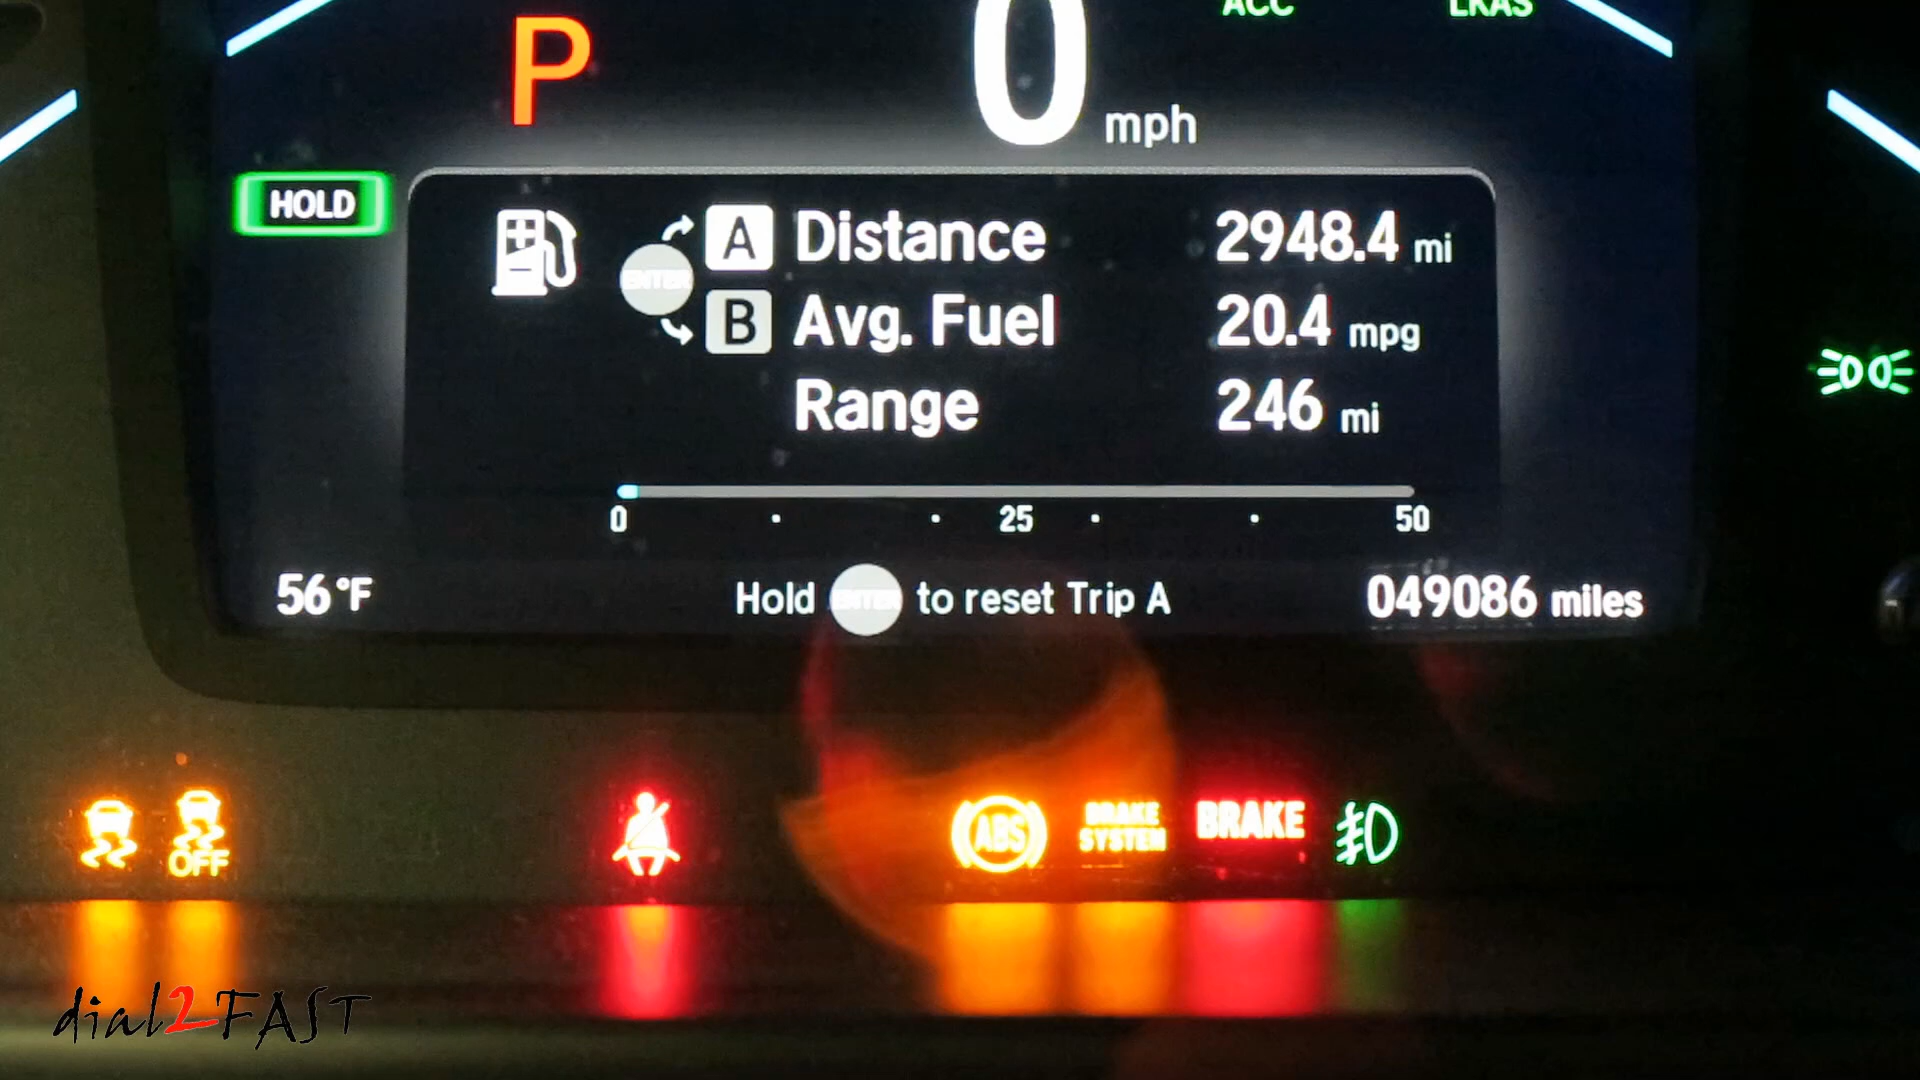 ACC LKAS
P 0 mph
HOLD
A Distance 2948.4 mi
ENTER
B Avg. Fuel 20.4 mpg
Range 246 mi
0 25 50
56°F Hold ENTER to reset Trip A 049086 miles
OFF ABS BRAKE SYSTEM BRAKE
dial2FAST